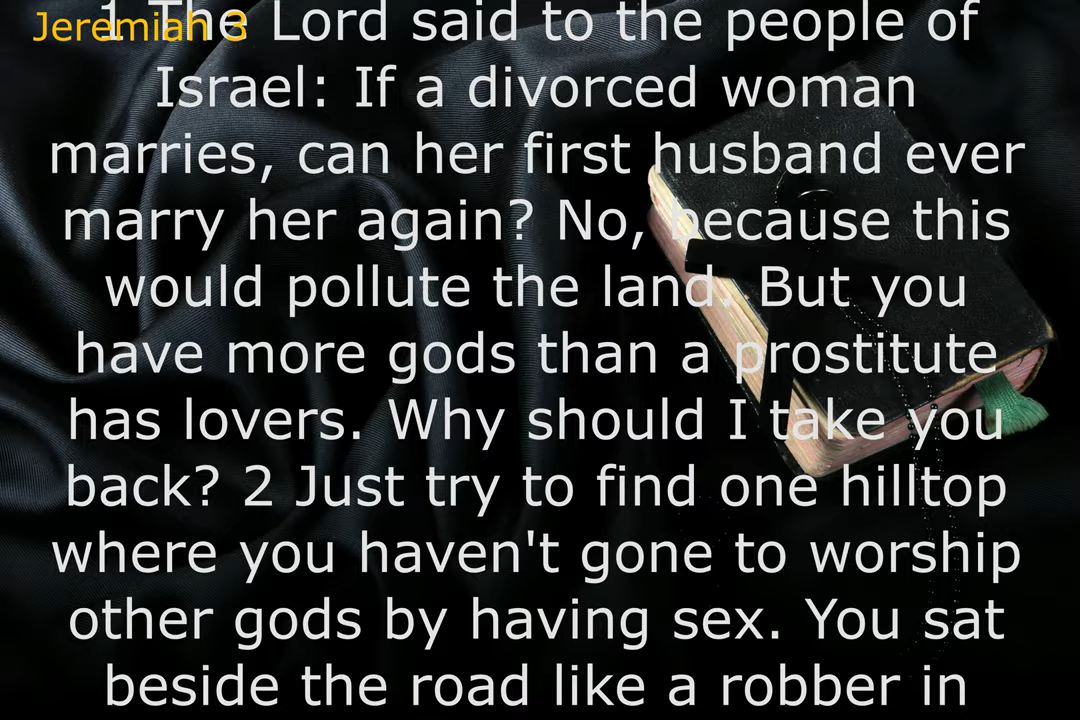 Jeremiah 3
1 The Lord said to the people of
Israel: If a divorced woman
marries, can her first husband ever
marry her again? No, because this
would pollute the land. But you
have more gods than a prostitute
has lovers. Why should I take you
back? 2 Just try to find one hilltop
where you haven't gone to worship
other gods by having sex. You sat
beside the road like a robber in